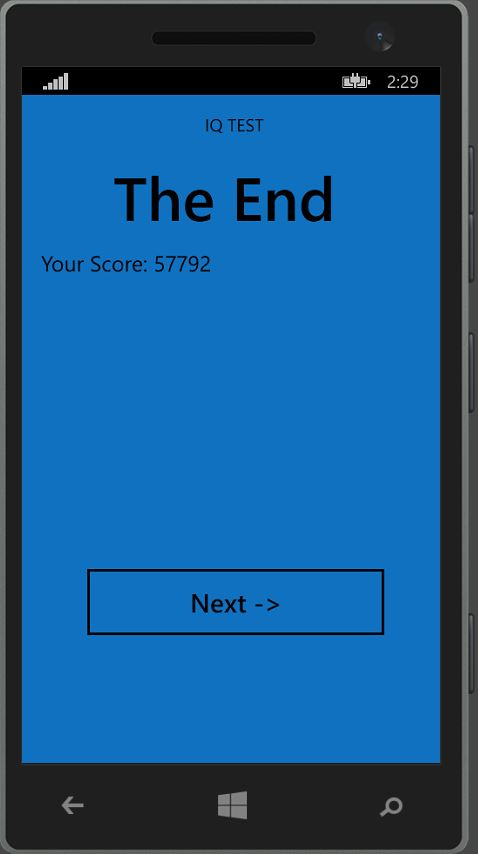 2:29
IQ TEST
The End
Your Score: 57792
Next ->